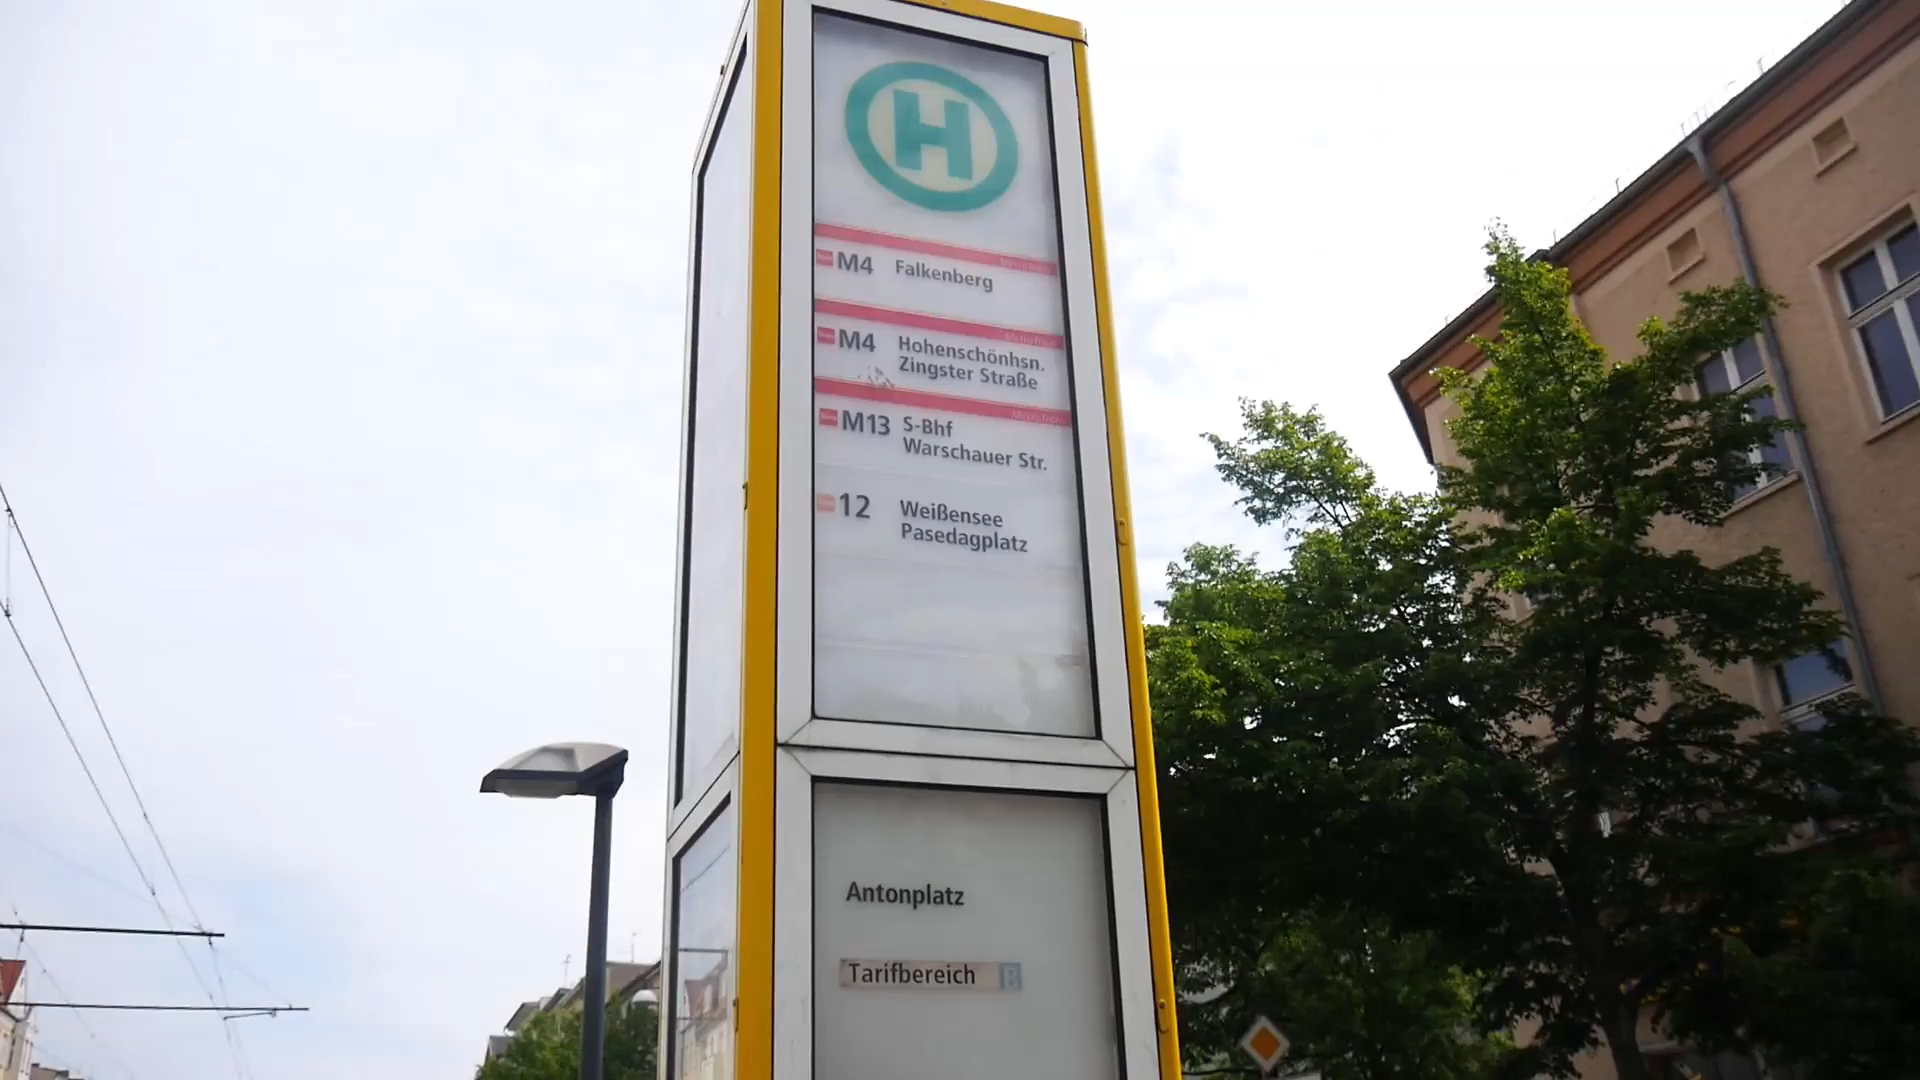 H
M4 Falkenberg
M4 Hohenschönhsn.
Zingster Straße
M13 S-Bhf
Warschauer Str.
12 Weißensee
Pasedagplatz
Antonplatz
Tarifbereich B